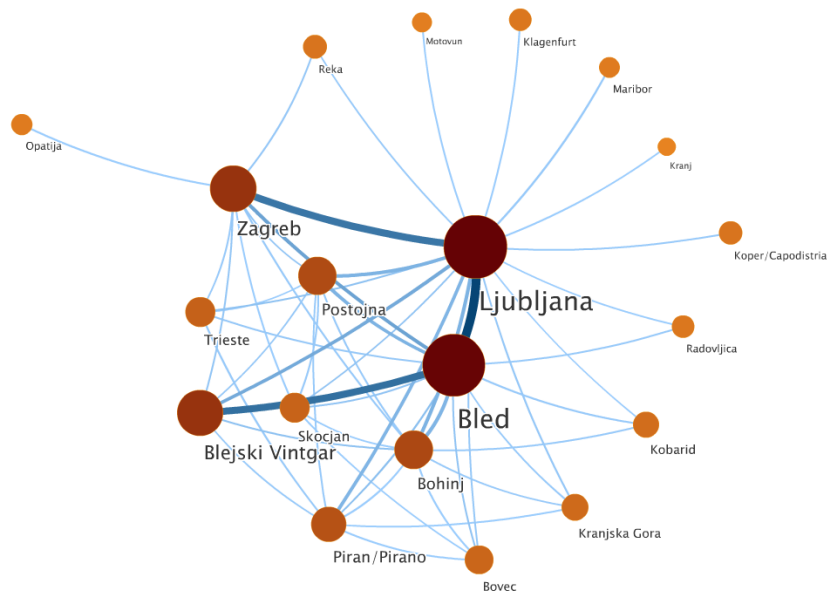 Motovun
Klagenfurt
Reka
Maribor
Opatija
Kranj
Zagreb
Koper/Capodistria
Ljubljana
Postojna
Trieste
Radovljica
Bled
Skocjan
Blejski Vintgar
Kobarid
Bohinj
Kranjska Gora
Piran/Pirano
Bovec